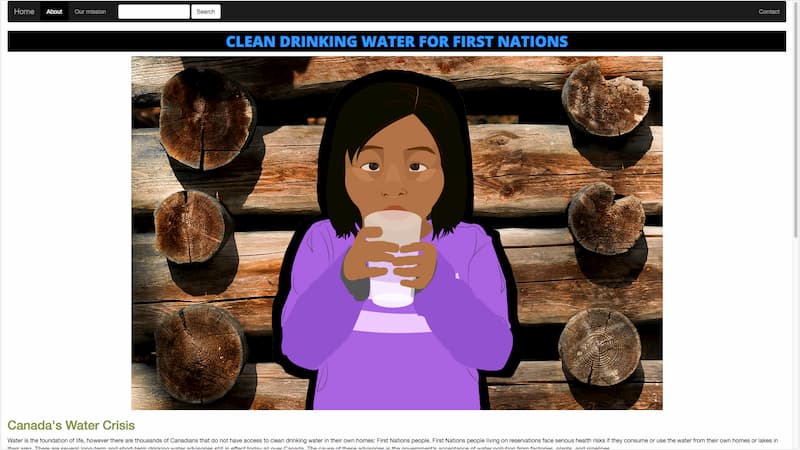 Home About Our mission Search Contact
CLEAN DRINKING WATER FOR FIRST NATIONS
Canada's Water Crisis
Water is the foundation of life, however there are thousands of Canadians that do not have access to clean drinking water in their own homes: First Nations people. First Nations people living on reservations face serious health risks if they consume or use the water from their own homes or lakes in
their area. There are several long-term and short-term drinking water advisories still in effect today all over Canada. The cause of these advisories is the government's acceptance of water pollution from factories, plants, and pipelines.